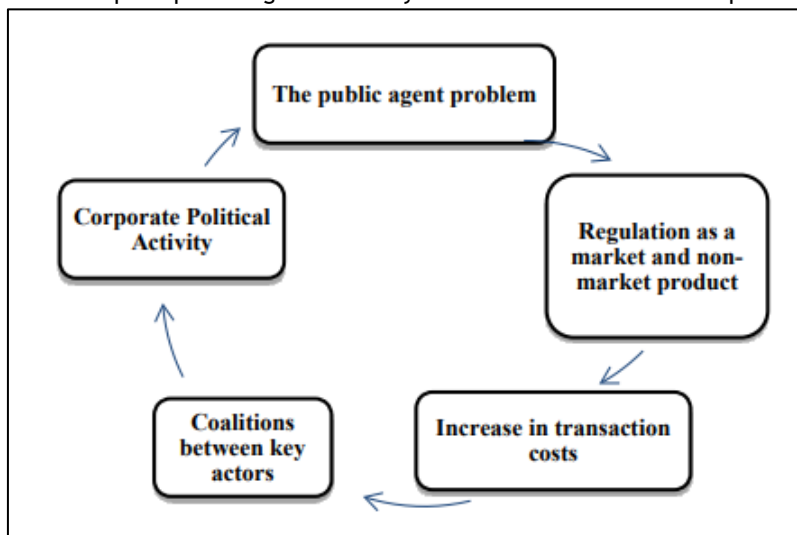 The public agent problem
Corporate Political
Activity
Regulation as a
market and non-
market product
Coalitions
between key
actors
Increase in transaction
costs